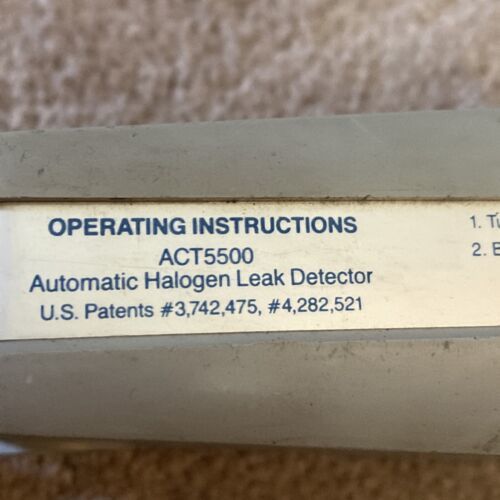 OPERATING INSTRUCTIONS
ACT5500
Automatic Halogen Leak Detector
U.S. Patents #3,742,475, #4,282,521
1.
2.